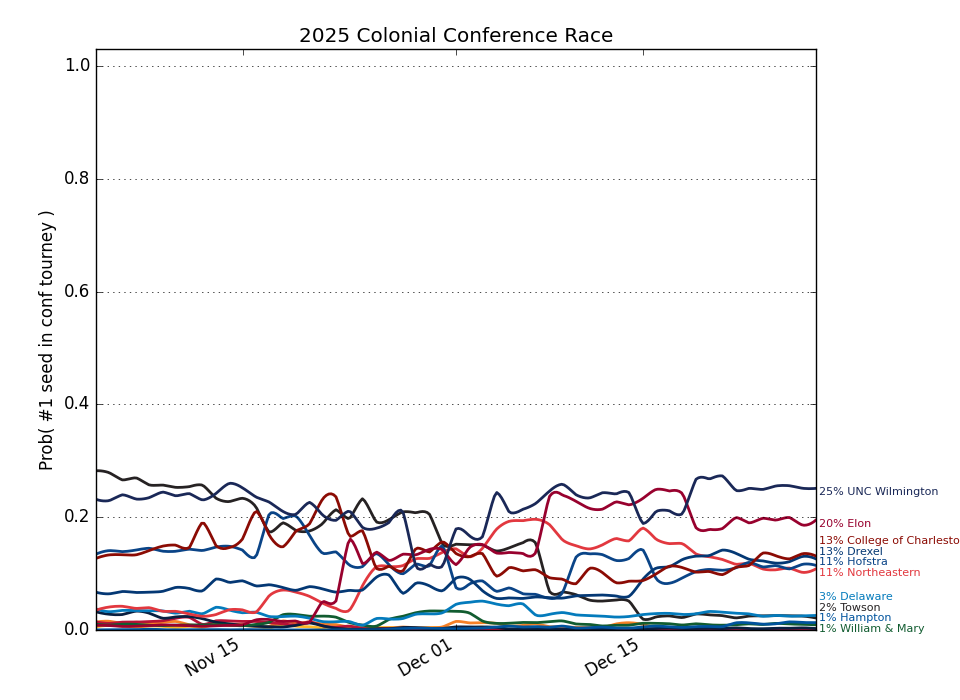 2025 Colonial Conference Race
Prob( #1 seed in conf tourney )
1.0
0.8
0.6
0.4
0.2
0.0
Nov 15
Dec 01
Dec 15
25% UNC Wilmington
20% Elon
13% College of Charlesto
13% Drexel
11% Hofstra
11% Northeastern
3% Delaware
2% Towson
1% Hampton
1% William & Mary